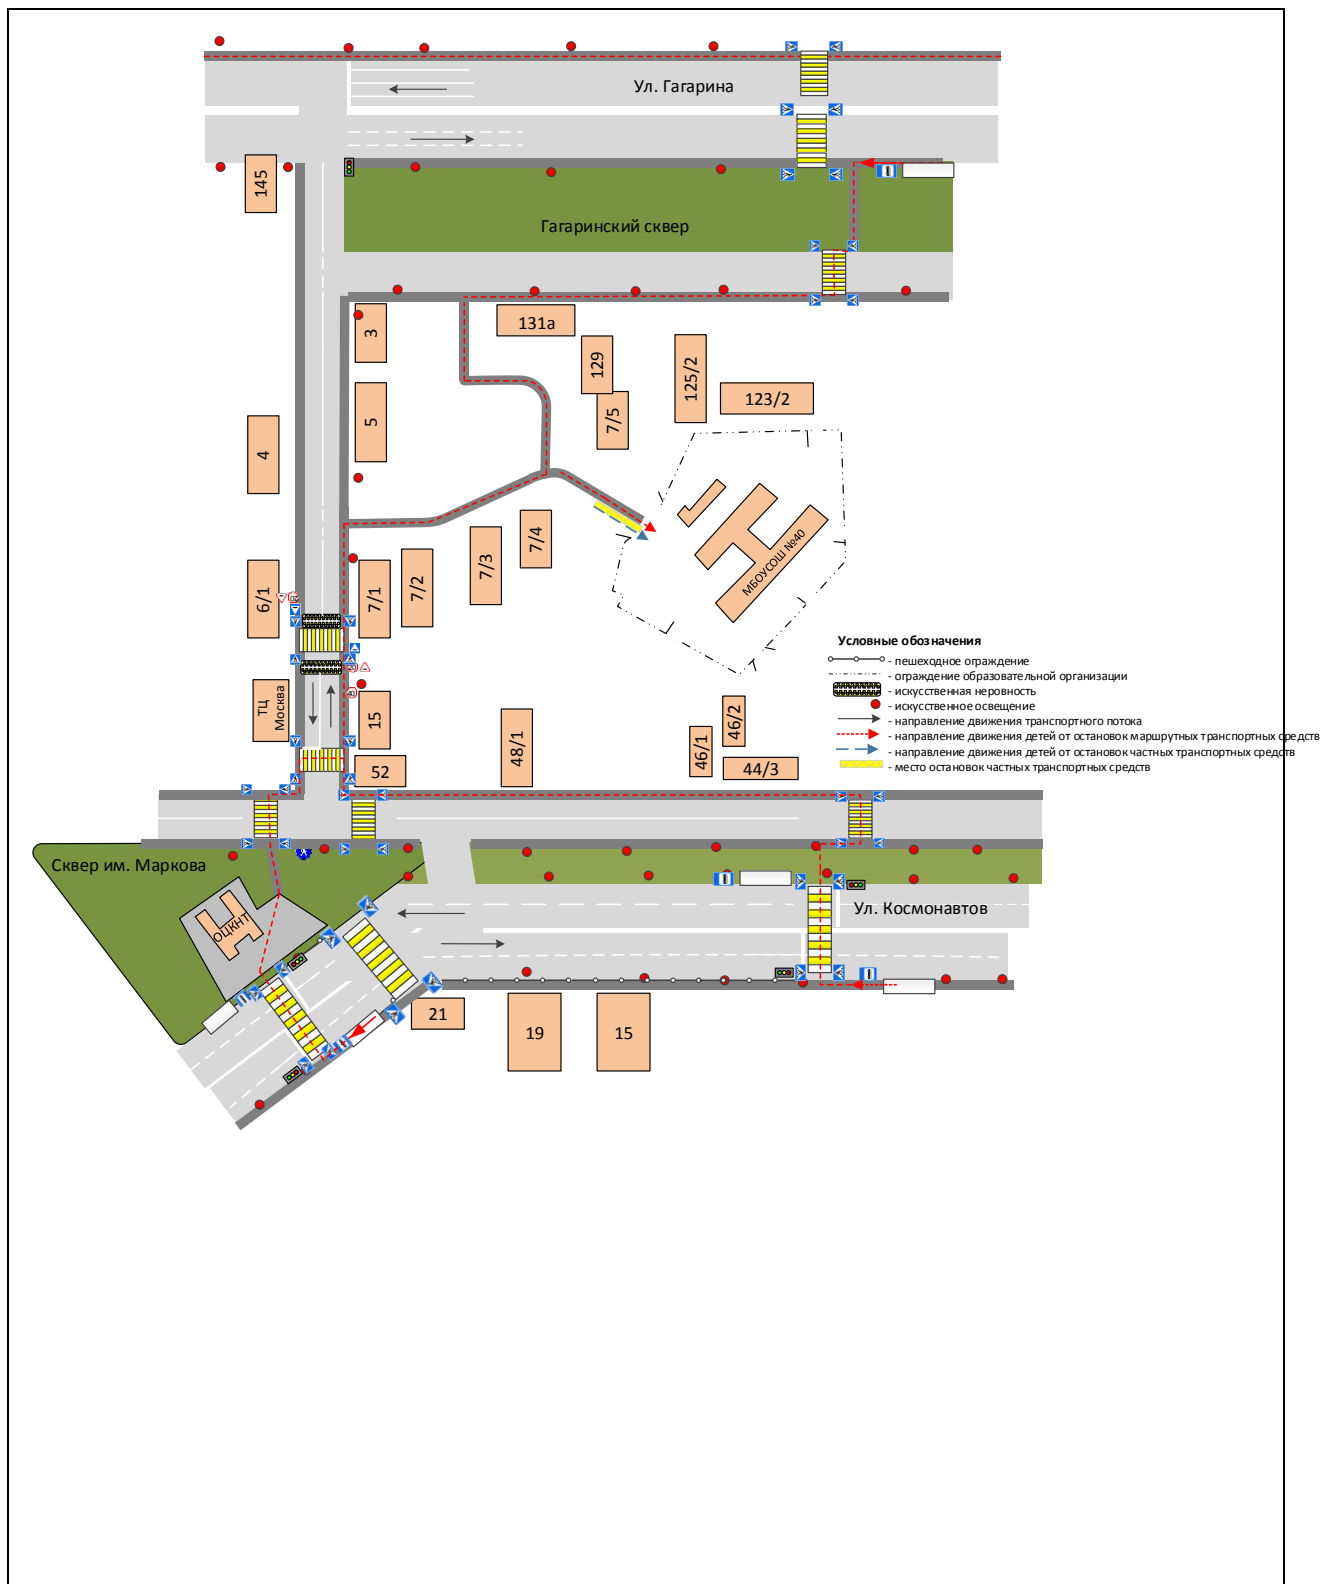 Ул. Гагарина
145
Гагаринский сквер
3
131а
129
125/2
123/2
5
7/5
4
7/4
7/3
7/2
7/1
6/1
МБОУСОШ №40
Условные обозначения
- пешеходное ограждение
- ограждение образовательной организации
- искусственная неровность
- искусственное освещение
- направление движения транспортного потока
- направление движения детей от остановок маршрутных транспортных средств
- направление движения детей от остановок частных транспортных средств
- место остановок частных транспортных средств
ТЦ
Москва
15
52
48/1
46/1
46/2
44/3
Сквер им. Маркова
ОЦКНТ
Ул. Космонавтов
21
19
15